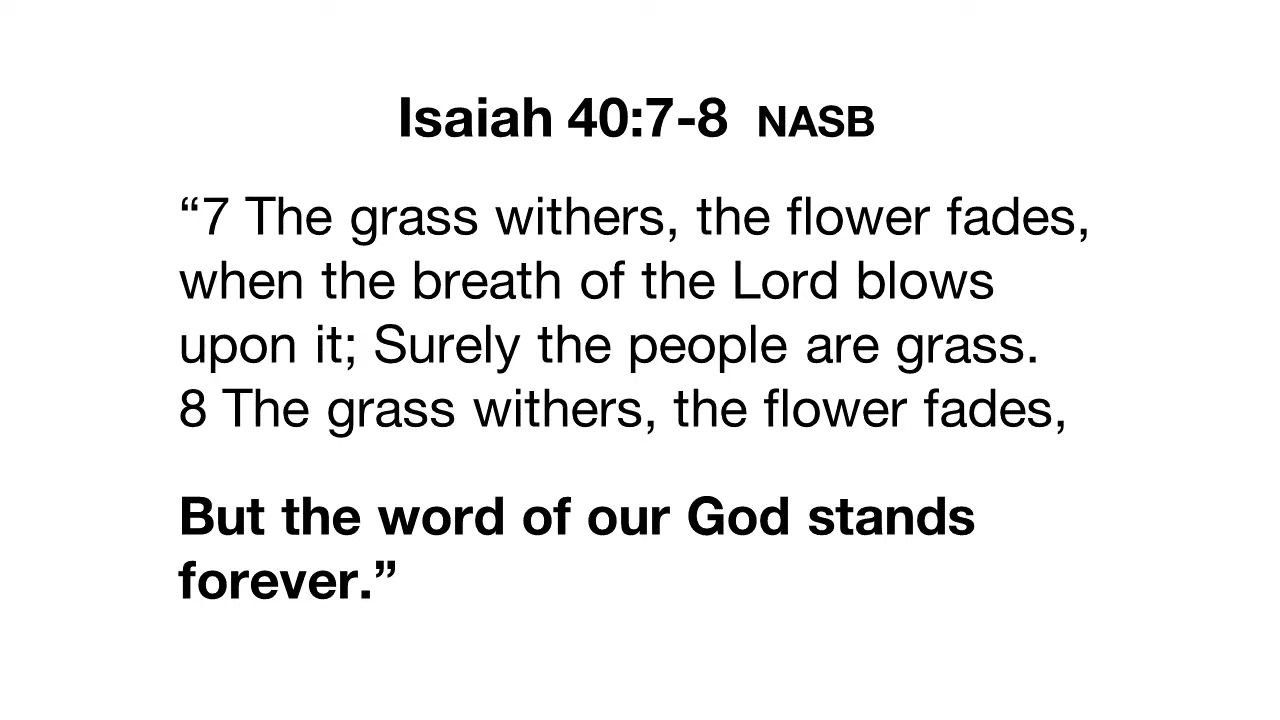 Isaiah 40:7-8 NASB
“7 The grass withers, the flower fades,
when the breath of the Lord blows
upon it; Surely the people are grass.
8 The grass withers, the flower fades,
But the word of our God stands
forever.”